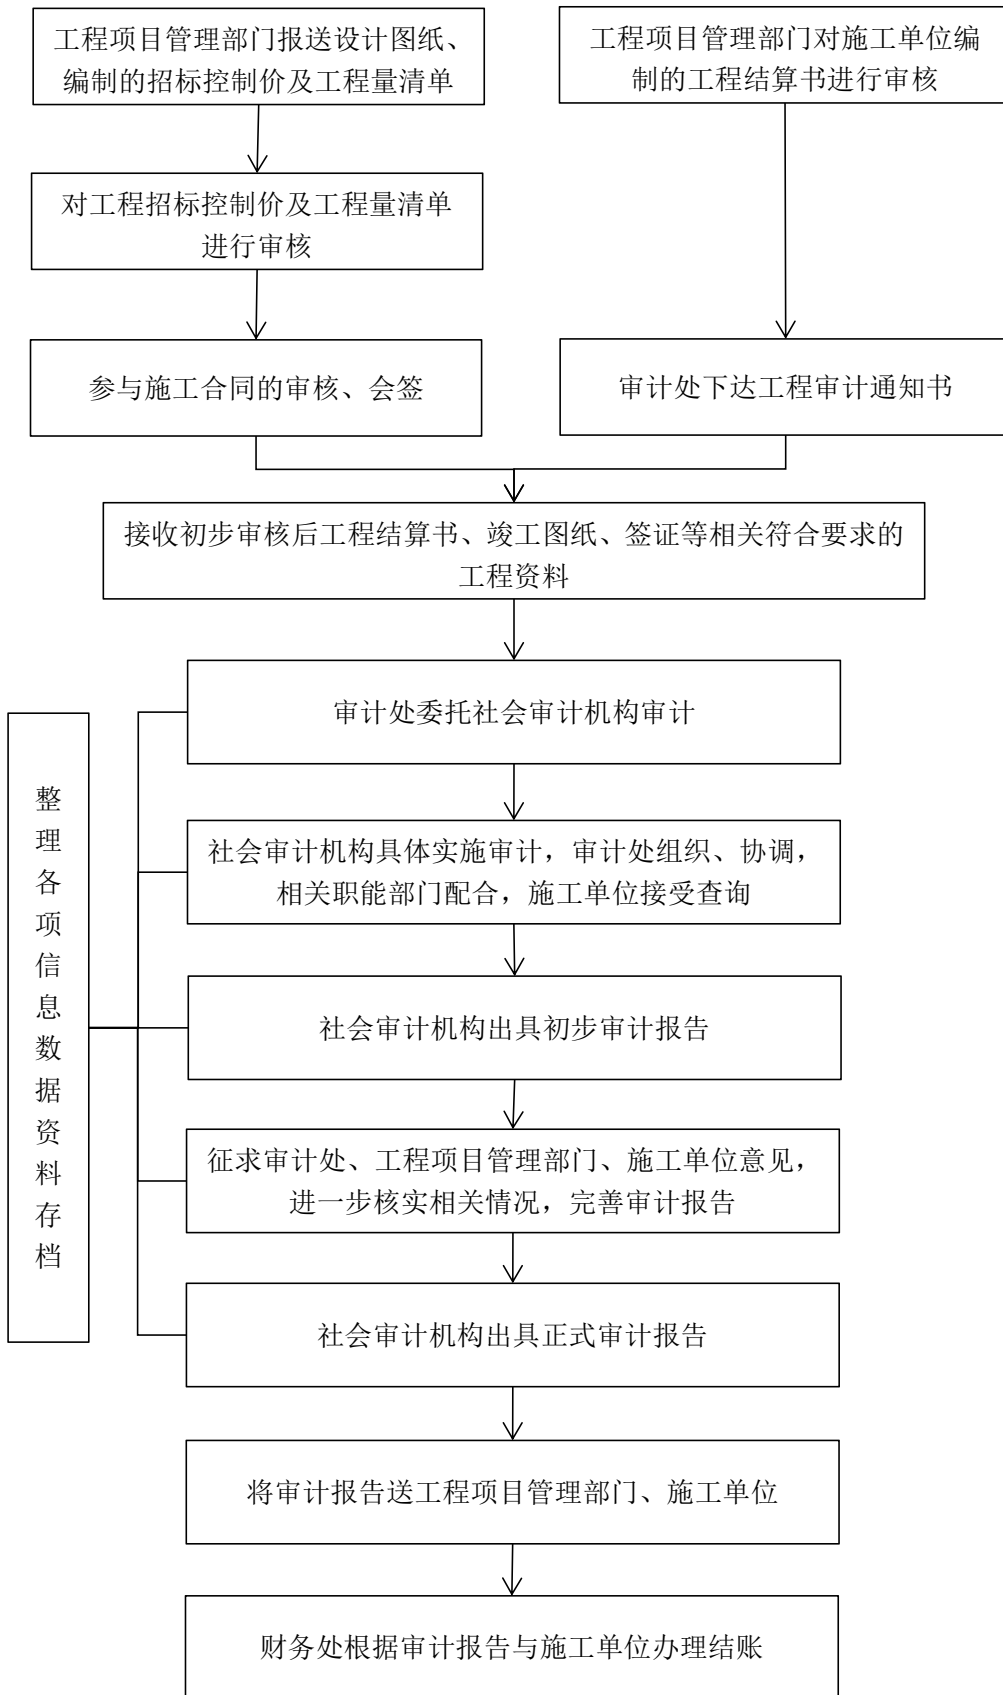 工程项目管理部门报送设计图纸、
编制的招标控制价及工程量清单
工程项目管理部门对施工单位编
制的工程结算书进行审核
对工程招标控制价及工程量清单
进行审核
参与施工合同的审核、会签
审计处下达工程审计通知书
接收初步审核后工程结算书、竣工图纸、签证等相关符合要求的
工程资料
审计处委托社会审计机构审计
整理各项信息数据资料存档
社会审计机构具体实施审计，审计处组织、协调，
相关职能部门配合，施工单位接受查询
社会审计机构出具初步审计报告
征求审计处、工程项目管理部门、施工单位意见，
进一步核实相关情况，完善审计报告
社会审计机构出具正式审计报告
将审计报告送工程项目管理部门、施工单位
财务处根据审计报告与施工单位办理结账